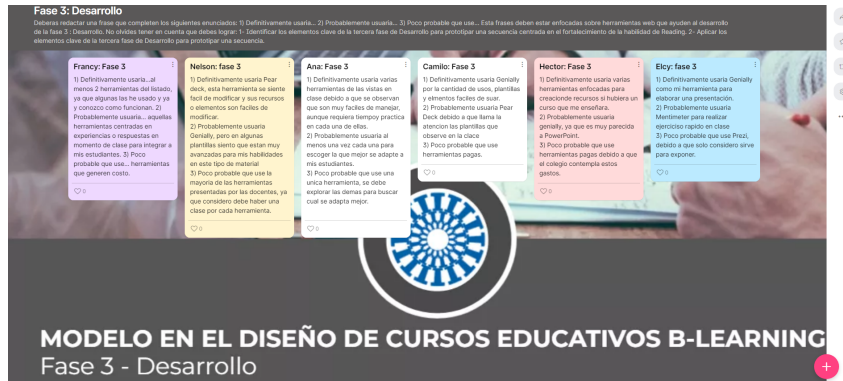 Fase 3: Desarrollo
Deberas redactar una frase que completen los siguientes enunciados: 1) Definitivamente usaría... 2) Probablemente usuaria... 3) Poco probable que use... Esta frases deben estar enfocadas sobre herramientas web que ayuden al desarrollo
de la fase 3 : Desarrollo. No olvides tener en cuenta que debes lograr: 1- Identificar los elementos clave de la tercera fase de Desarrollo para prototipar una secuencia centrada en el fortalecimiento de la habilidad de Reading. 2- Aplicar los
elementos clave de la tercera fase de Desarrollo para prototipar una secuencia.
Francy: Fase 3
1) Definitivamente usaria...al
menos 2 herramientas del listado,
ya que algunas las he usado y ya
y conozco como funcionan. 2)
Probablemente usaria... aquellas
herramientas centradas en
experiencias o respuestas en
momento de clase para integrar a
mis estudiantes. 3) Poco
probable que use... herramientas
que generen costo.
0
Nelson: fase 3
1) Definitivamente usaria Pear
deck, esta herramienta se siente
facil de modificar y sus recursos
o elementos son faciles de
modificar.
2) Probablemente usuaria
Genially, pero en algunas
plantillas siento que estan muy
avanzadas para mis habilidades
en este tipo de material
3) Poco probable que use la
mayoria de las herramientas
presentadas por las docentes, ya
que considero debe haber una
clase por cada herramienta.
0
Ana: Fase 3
1) Definitivamente usaria varias
herramientas de las vistas en
clase debido a que se observan
que son muy faciles de manejar,
aunque requiera tiempoy practica
en cada una de ellas.
2) Probablemente usuaria al
menos una vez cada una para
escoger la que mejor se adapte a
mis estudiantes.
3) Poco probable que use una
unica herramienta, se debe
explorar las demas para buscar
cual se adapta mejor.
0
Camilo: Fase 3
1) Definitivamente usaria Genially
por la cantidad de usos, plantillas
y elmentos faciles de suar.
2) Probablemente usuaria Pear
Deck debido a que llama la
atencion las plantillas que
observe en la clace
3) Poco probable que use
herramientas pagas.
0
Hector: Fase 3
1) Definitivamente usaria varias
herramientas enfocadas para
creacionde recursos si hubiera un
curso que me enseñara.
2) Probablemente usuaria
genially, ya que es muy parecida
a PowerPoint.
3) Poco probable que use
herramientas pagas debido a que
el colegio contempla estos
gastos.
0
Elcy: fase 3
1) Definitivamente usaria Genially
como mi herramienta para
elaborar una presentación.
2) Probemente usuaria
Mentimeter para realizar
ejercisio rapido en clase
3) Poco probable que use Prezi,
debido a que solo considero sirve
para exponer.
0
MODELO EN EL DISEÑO DE CURSOS EDUCATIVOS B-LEARNING
Fase 3 - Desarrollo